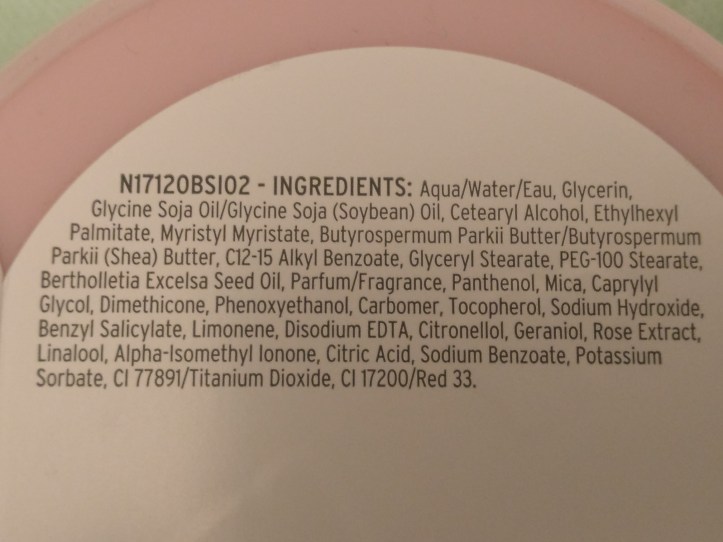 N17120BSI02 - INGREDIENTS: Aqua/Water/Eau, Glycerin,
Glycine Soja Oil/Glycine Soja (Soybean) Oil, Cetearyl Alcohol, Ethylhexyl
Palmitate, Myristyl Myristate, Butyrospermum Parkii Butter/Butyrospermum
Parkii (Shea) Butter, C12-15 Alkyl Benzoate, Glyceryl Stearate, PEG-100 Stearate,
Bertholletia Excelsa Seed Oil, Parfum/Fragrance, Panthenol, Mica, Caprylyl
Glycol, Dimethicone, Phenoxyethanol, Carbomer, Tocopherol, Sodium Hydroxide,
Benzyl Salicylate, Limonene, Disodium EDTA, Citronellol, Geraniol, Rose Extract,
Linalool, Alpha-Isomethyl Ionone, Citric Acid, Sodium Benzoate, Potassium
Sorbate, CI 77891/Titanium Dioxide, CI 17200/Red 33.